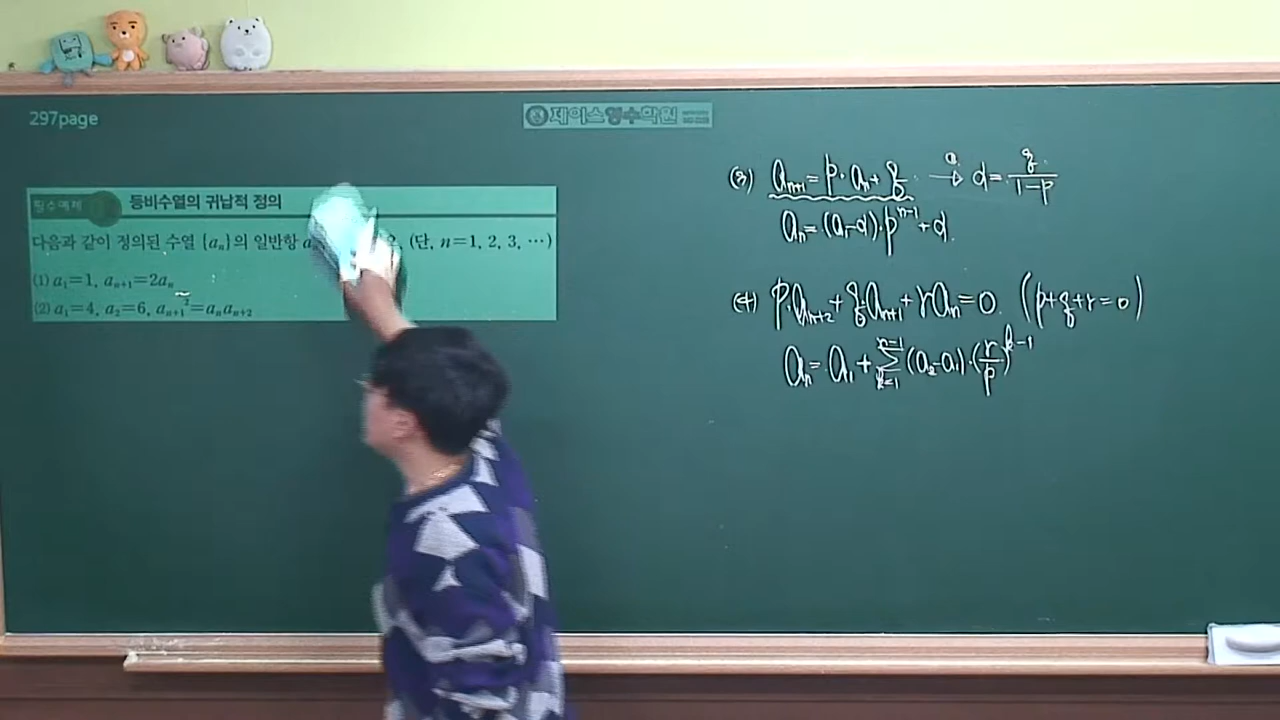 297page
제이스영수학원
필수예제
등비수열의 귀납적 정의
다음과 같이 정의된 수열 {aₙ}의 일반항 (단, n=1, 2, 3, ⋯)
(1) a₁=1, aₙ₊₁=2aₙ
(2) a₁=4, a₂=6, aₙ₊₁²=aₙaₙ₊₂
(3) aₙ₊₁=p·aₙ+q → α=q/(1-p)
aₙ=(a₁-α)·pⁿ⁻¹+α
(4) p·aₙ₊₂+q·aₙ₊₁+r·aₙ=0. (p+q+r=0)
aₙ=a₁+∑ₖ₌₁ⁿ⁻¹(a₂-a₁)·(r/p)ᵏ⁻¹